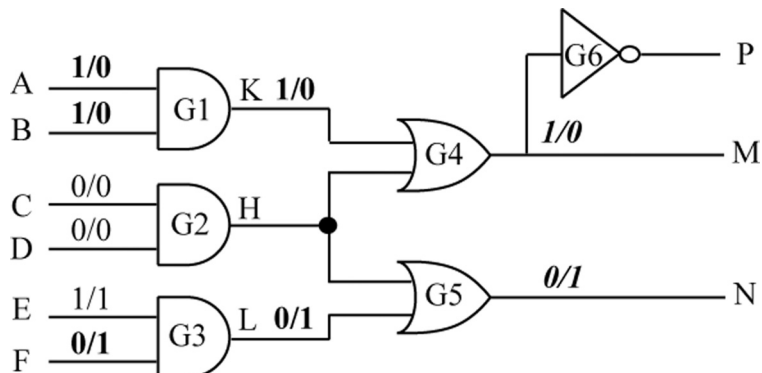 G6 P
A 1/0
G1 K 1/0
B 1/0
G4 1/0 M
C 0/0
G2 H
D 0/0
G5 0/1 N
E 1/1
G3 L 0/1
F 0/1